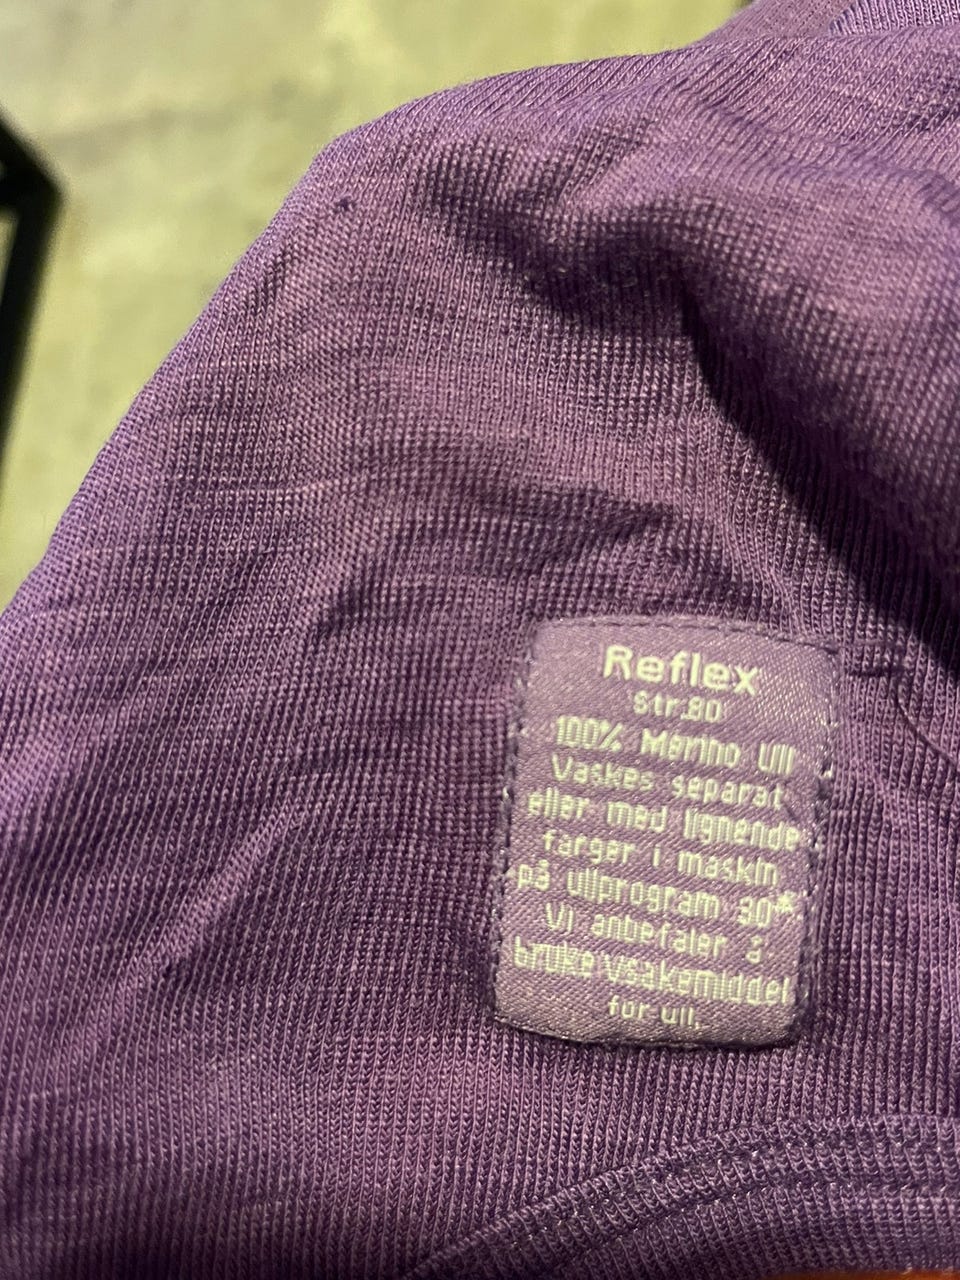 Reflex
Str.80
100% Merino Ull
Vaskes separat
eller med lignende
farger i maskin
på ullprogram 30°
Vi anbefaler å
bruke vsakemiddel
for ull.